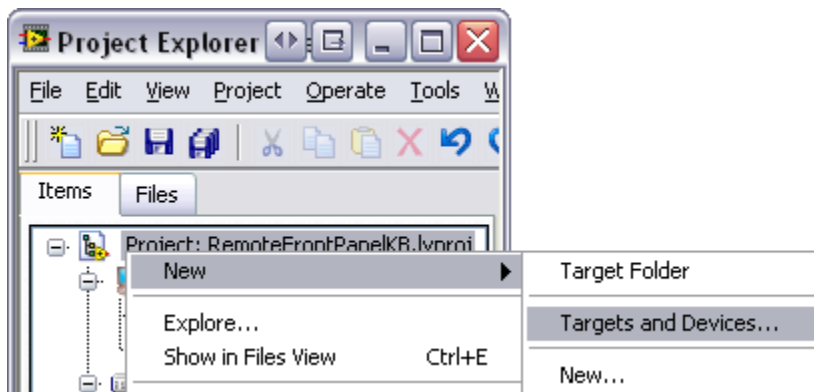 Project Explorer
File Edit View Project Operate Tools
Items Files
Project: RemoteFrontPanelKB.lvproj
New
Target Folder
Explore...
Targets and Devices...
Show in Files View Ctrl+E
New...